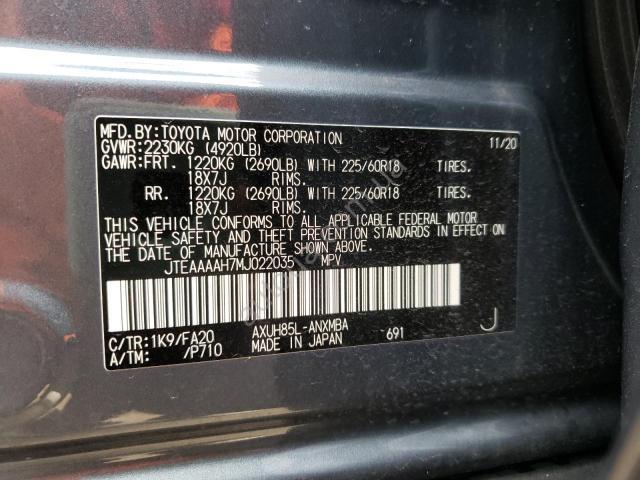 MFD.BY:TOYOTA MOTOR CORPORATION 11/20
GVWR:2230KG (4920LB)
GAWR:FRT. 1220KG (2690LB) WITH 225/60R18 TIRES.
18X7J RIMS.
RR. 1220KG (2690LB) WITH 225/60R18 TIRES.
18X7J RIMS.
THIS VEHICLE CONFORMS TO ALL APPLICABLE FEDERAL MOTOR
VEHICLE SAFETY AND THEFT PREVENTION STANDARDS IN EFFECT ON
THE DATE OF MANUFACTURE SHOWN ABOVE.
JTEAAAAH7MJ022035 MPV
C/TR:1K9/FA20 AXUH85L-ANXMBA 691 J
A/TM: /P710 MADE IN JAPAN